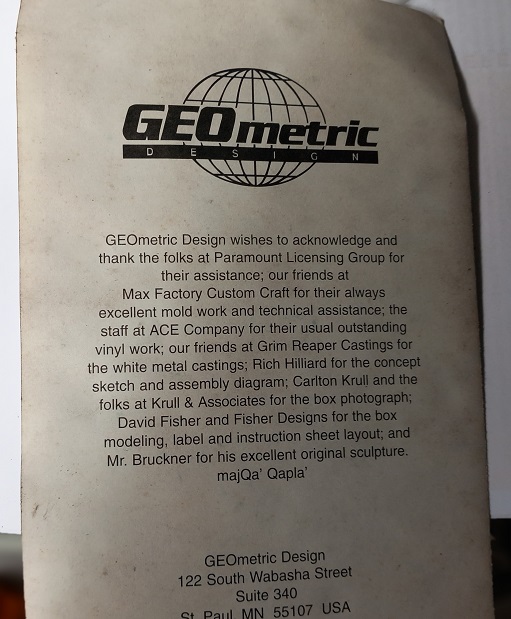 GEOmetric
DESIGN
GEOmetric Design wishes to acknowledge and
thank the folks at Paramount Licensing Group for
their assistance; our friends at
Max Factory Custom Craft for their always
excellent mold work and technical assistance; the
staff at ACE Company for their usual outstanding
vinyl work; our friends at Grim Reaper Castings for
the white metal castings; Rich Hilliard for the concept
sketch and assembly diagram; Carlton Krull and the
folks at Krull & Associates for the box photograph;
David Fisher and Fisher Designs for the box
modeling, label and instruction sheet layout; and
Mr. Bruckner for his excellent original sculpture.
majQa' Qapla'
GEOmetric Design
122 South Wabasha Street
Suite 340
St. Paul, MN 55107 USA